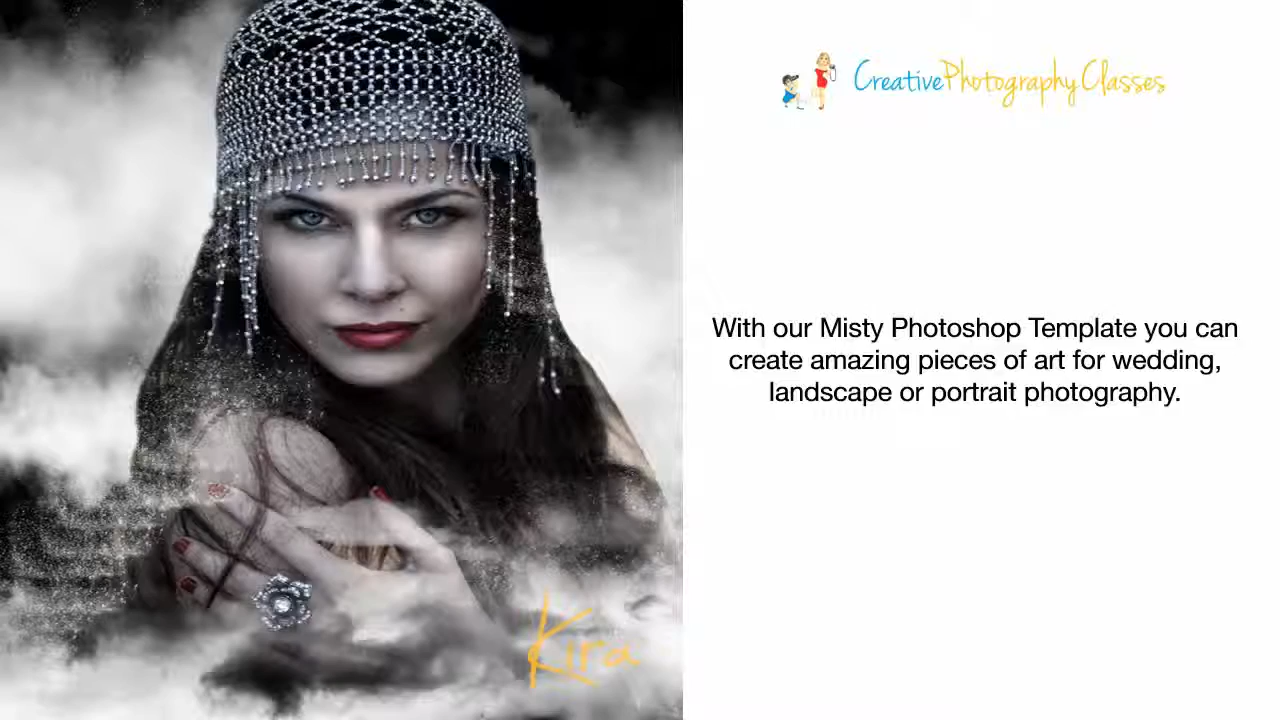 CreativePhotographyClasses
With our Misty Photoshop Template you can
create amazing pieces of art for wedding,
landscape or portrait photography.
Kira